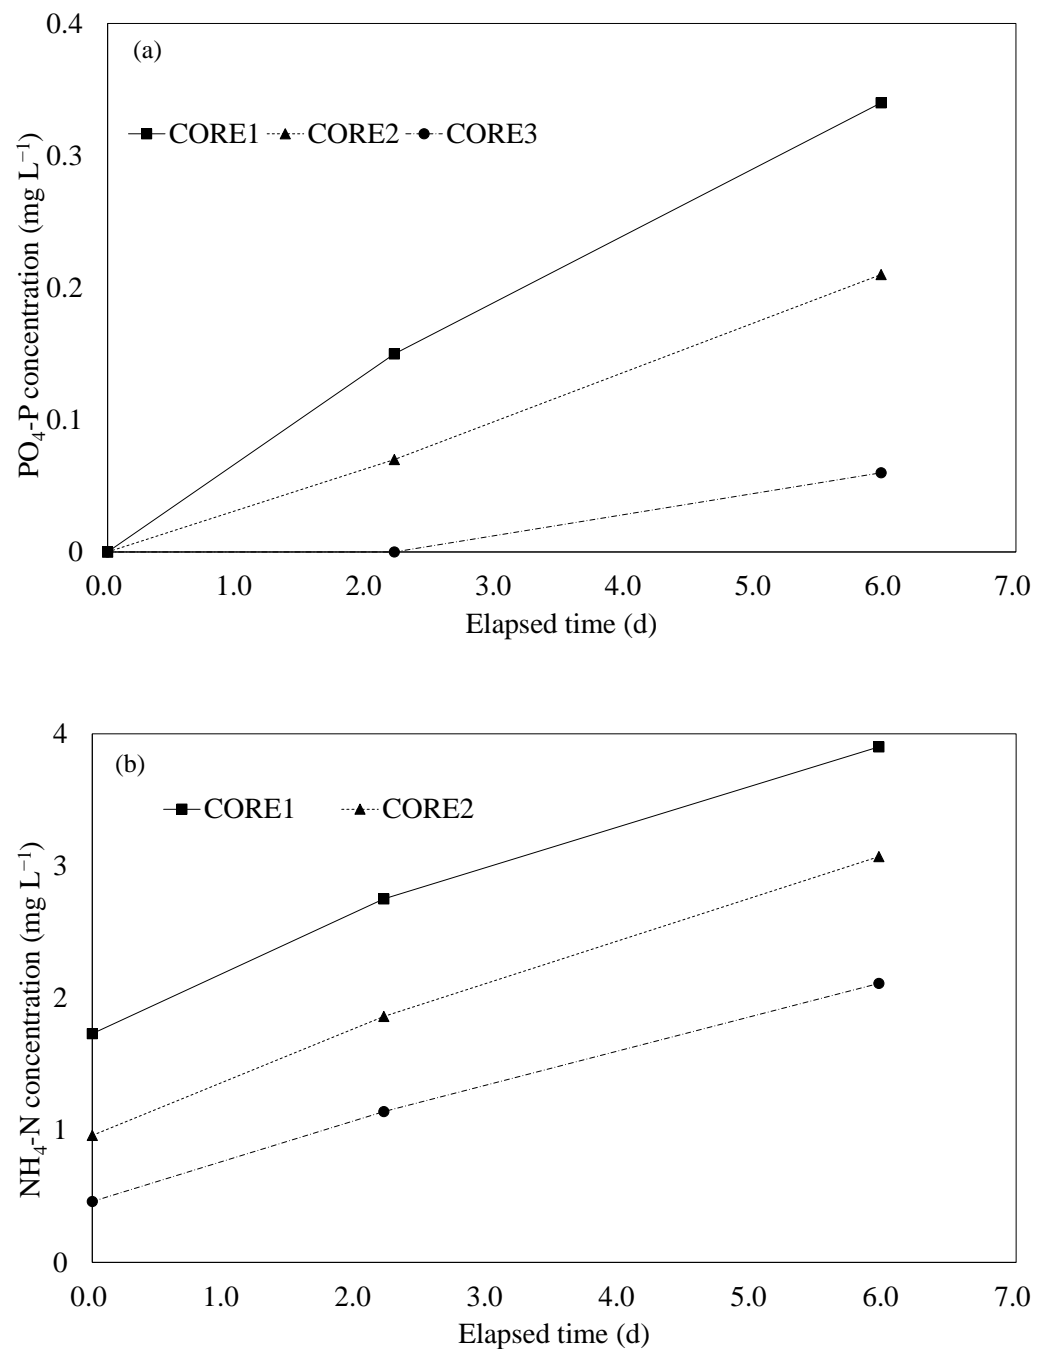 0.4
(a)
CORE1 CORE2 CORE3
0.3
0.2
0.1
0
PO₄-P concentration (mg L⁻¹)
0.0 1.0 2.0 3.0 4.0 5.0 6.0 7.0
Elapsed time (d)
4
(b)
CORE1 CORE2
3
2
1
0
NH₄-N concentration (mg L⁻¹)
0.0 1.0 2.0 3.0 4.0 5.0 6.0 7.0
Elapsed time (d)